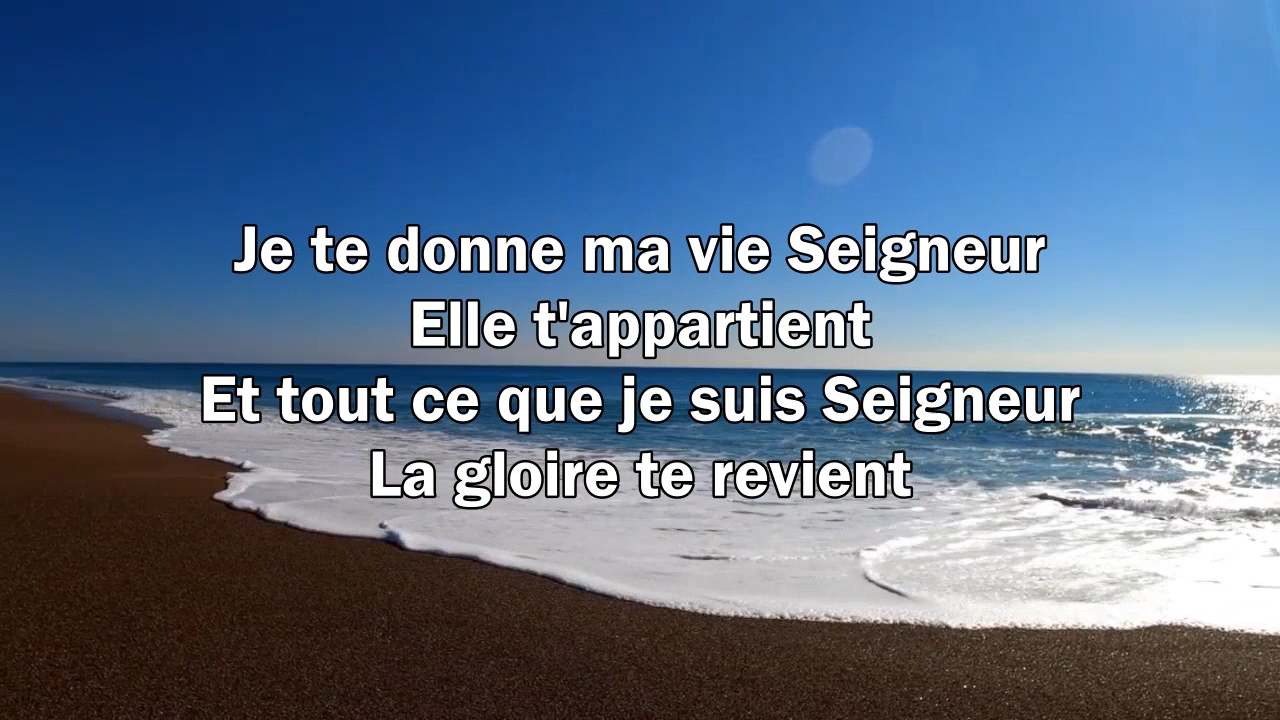 Je te donne ma vie Seigneur
Elle t'appartient
Et tout ce que je suis Seigneur
La gloire te revient